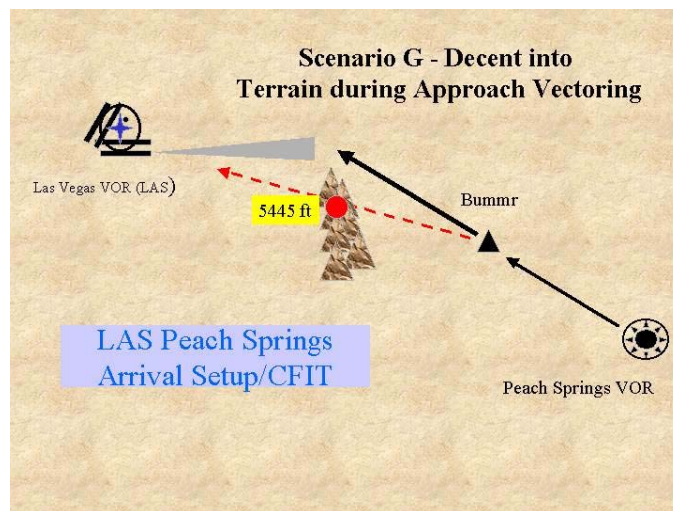 Scenario G - Decent into
Terrain during Approach Vectoring
Las Vegas VOR (LAS)
Bummr
5445 ft
LAS Peach Springs
Arrival Setup/CFIT
Peach Springs VOR